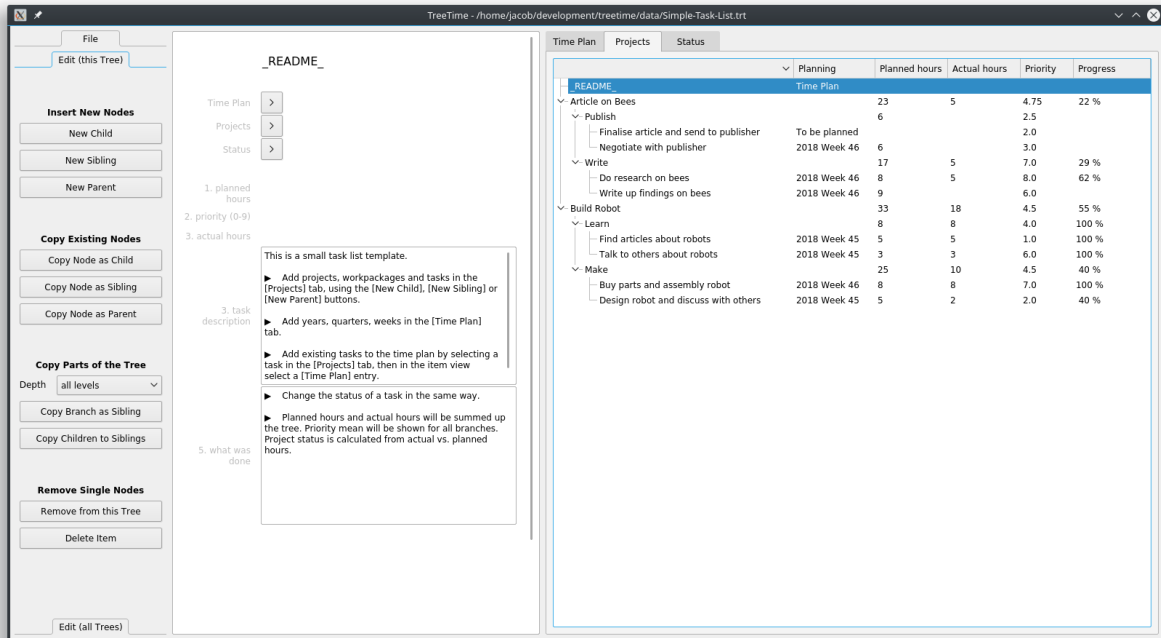 TreeTime - /home/jacob/development/treetime/data/Simple-Task-List.trt
File
Edit (this Tree)
Insert New Nodes
New Child
New Sibling
New Parent
Copy Existing Nodes
Copy Node as Child
Copy Node as Sibling
Copy Node as Parent
Copy Parts of the Tree
Depth all levels
Copy Branch as Sibling
Copy Children to Siblings
Remove Single Nodes
Remove from this Tree
Delete Item
Edit (all Trees)
_README_
Time Plan >
Projects >
Status >
1. planned
hours
2. priority (0-9)
3. actual hours
3. task
description
This is a small task list template.
► Add projects, workpackages and tasks in the
[Projects] tab, using the [New Child], [New Sibling] or
[New Parent] buttons.
► Add years, quarters, weeks in the [Time Plan]
tab.
► Add existing tasks to the time plan by selecting a
task in the [Projects] tab, then in the item view
select a [Time Plan] entry.
5. what was
done
► Change the status of a task in the same way.
► Planned hours and actual hours will be summed up
the tree. Priority mean will be shown for all branches.
Project status is calculated from actual vs. planned
hours.
Time Plan Projects Status
Planning Planned hours Actual hours Priority Progress
_README_ Time Plan
Article on Bees 23 5 4.75 22 %
Publish 6 2.5
Finalise article and send to publisher To be planned 2.0
Negotiate with publisher 2018 Week 46 6 3.0
Write 17 5 7.0 29 %
Do research on bees 2018 Week 46 8 5 8.0 62 %
Write up findings on bees 2018 Week 46 9 6.0
Build Robot 33 18 4.5 55 %
Learn 8 8 4.0 100 %
Find articles about robots 2018 Week 45 5 5 1.0 100 %
Talk to others about robots 2018 Week 45 3 3 6.0 100 %
Make 25 10 4.5 40 %
Buy parts and assembly robot 2018 Week 46 8 8 7.0 100 %
Design robot and discuss with others 2018 Week 45 5 2 2.0 40 %